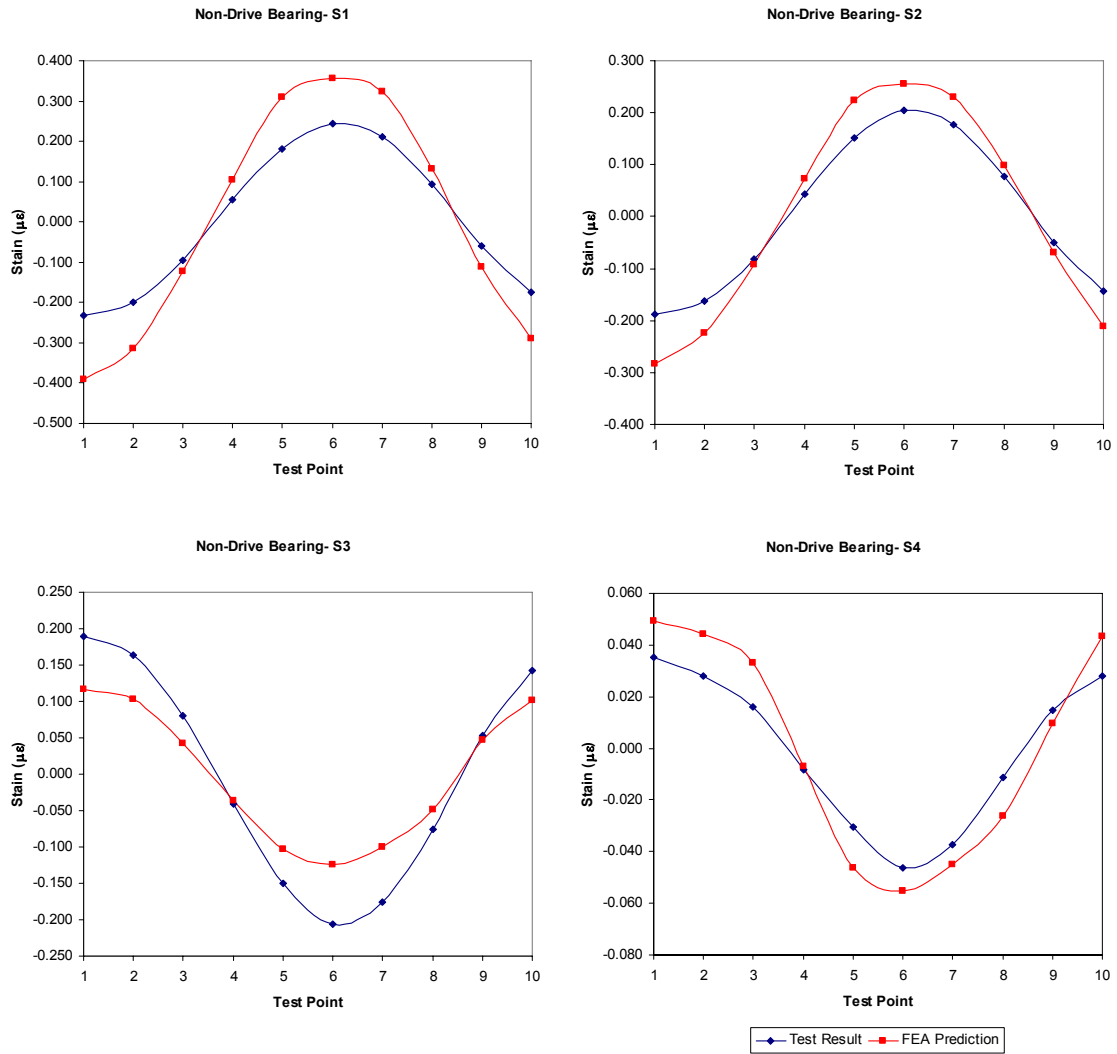 Non-Drive Bearing- S1
0.400
0.300
0.200
0.100
0.000
-0.100
-0.200
-0.300
-0.400
-0.500
Stain (µε)
1 2 3 4 5 6 7 8 9 10
Test Point
Non-Drive Bearing- S2
0.300
0.200
0.100
0.000
-0.100
-0.200
-0.300
-0.400
Stain (µε)
1 2 3 4 5 6 7 8 9 10
Test Point
Non-Drive Bearing- S3
0.250
0.200
0.150
0.100
0.050
0.000
-0.050
-0.100
-0.150
-0.200
-0.250
Stain (µε)
1 2 3 4 5 6 7 8 9 10
Test Point
Non-Drive Bearing- S4
0.060
0.040
0.020
0.000
-0.020
-0.040
-0.060
-0.080
Stain (µε)
1 2 3 4 5 6 7 8 9 10
Test Point
Test Result FEA Prediction